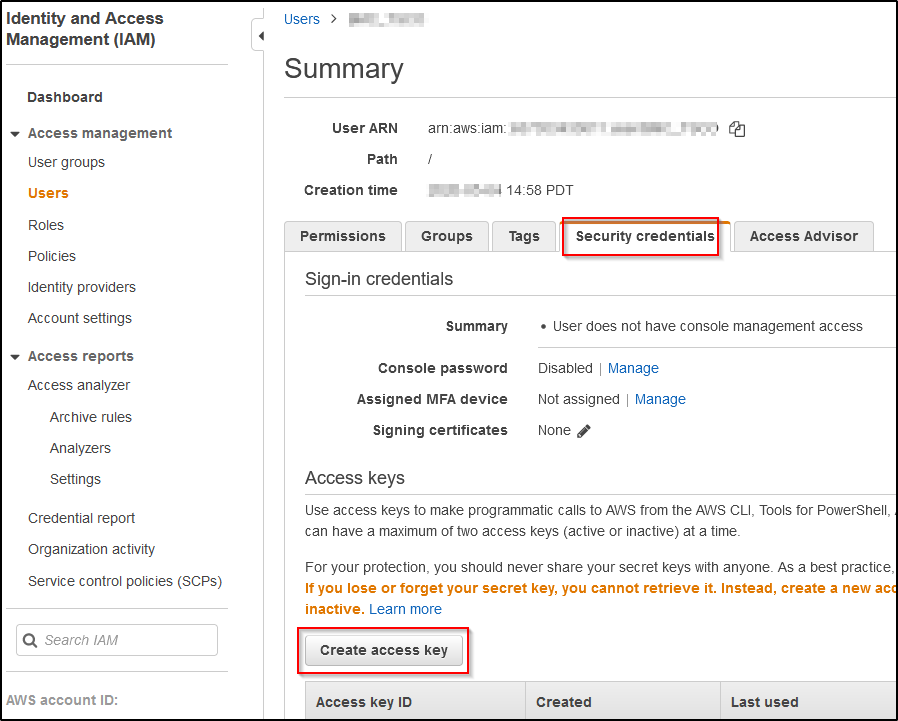 Identity and Access
Management (IAM)
Dashboard
Access management
User groups
Users
Roles
Policies
Identity providers
Account settings
Access reports
Access analyzer
Archive rules
Analyzers
Settings
Credential report
Organization activity
Service control policies (SCPs)
Search IAM
AWS account ID:
Users >
Summary
User ARN arn:aws:iam:
Path /
Creation time 14:58 PDT
Permissions Groups Tags Security credentials Access Advisor
Sign-in credentials
Summary • User does not have console management access
Console password Disabled | Manage
Assigned MFA device Not assigned | Manage
Signing certificates None
Access keys
Use access keys to make programmatic calls to AWS from the AWS CLI, Tools for PowerShell,
can have a maximum of two access keys (active or inactive) at a time.
For your protection, you should never share your secret keys with anyone. As a best practice,
If you lose or forget your secret key, you cannot retrieve it. Instead, create a new
inactive. Learn more
Create access key
Access key ID Created Last used